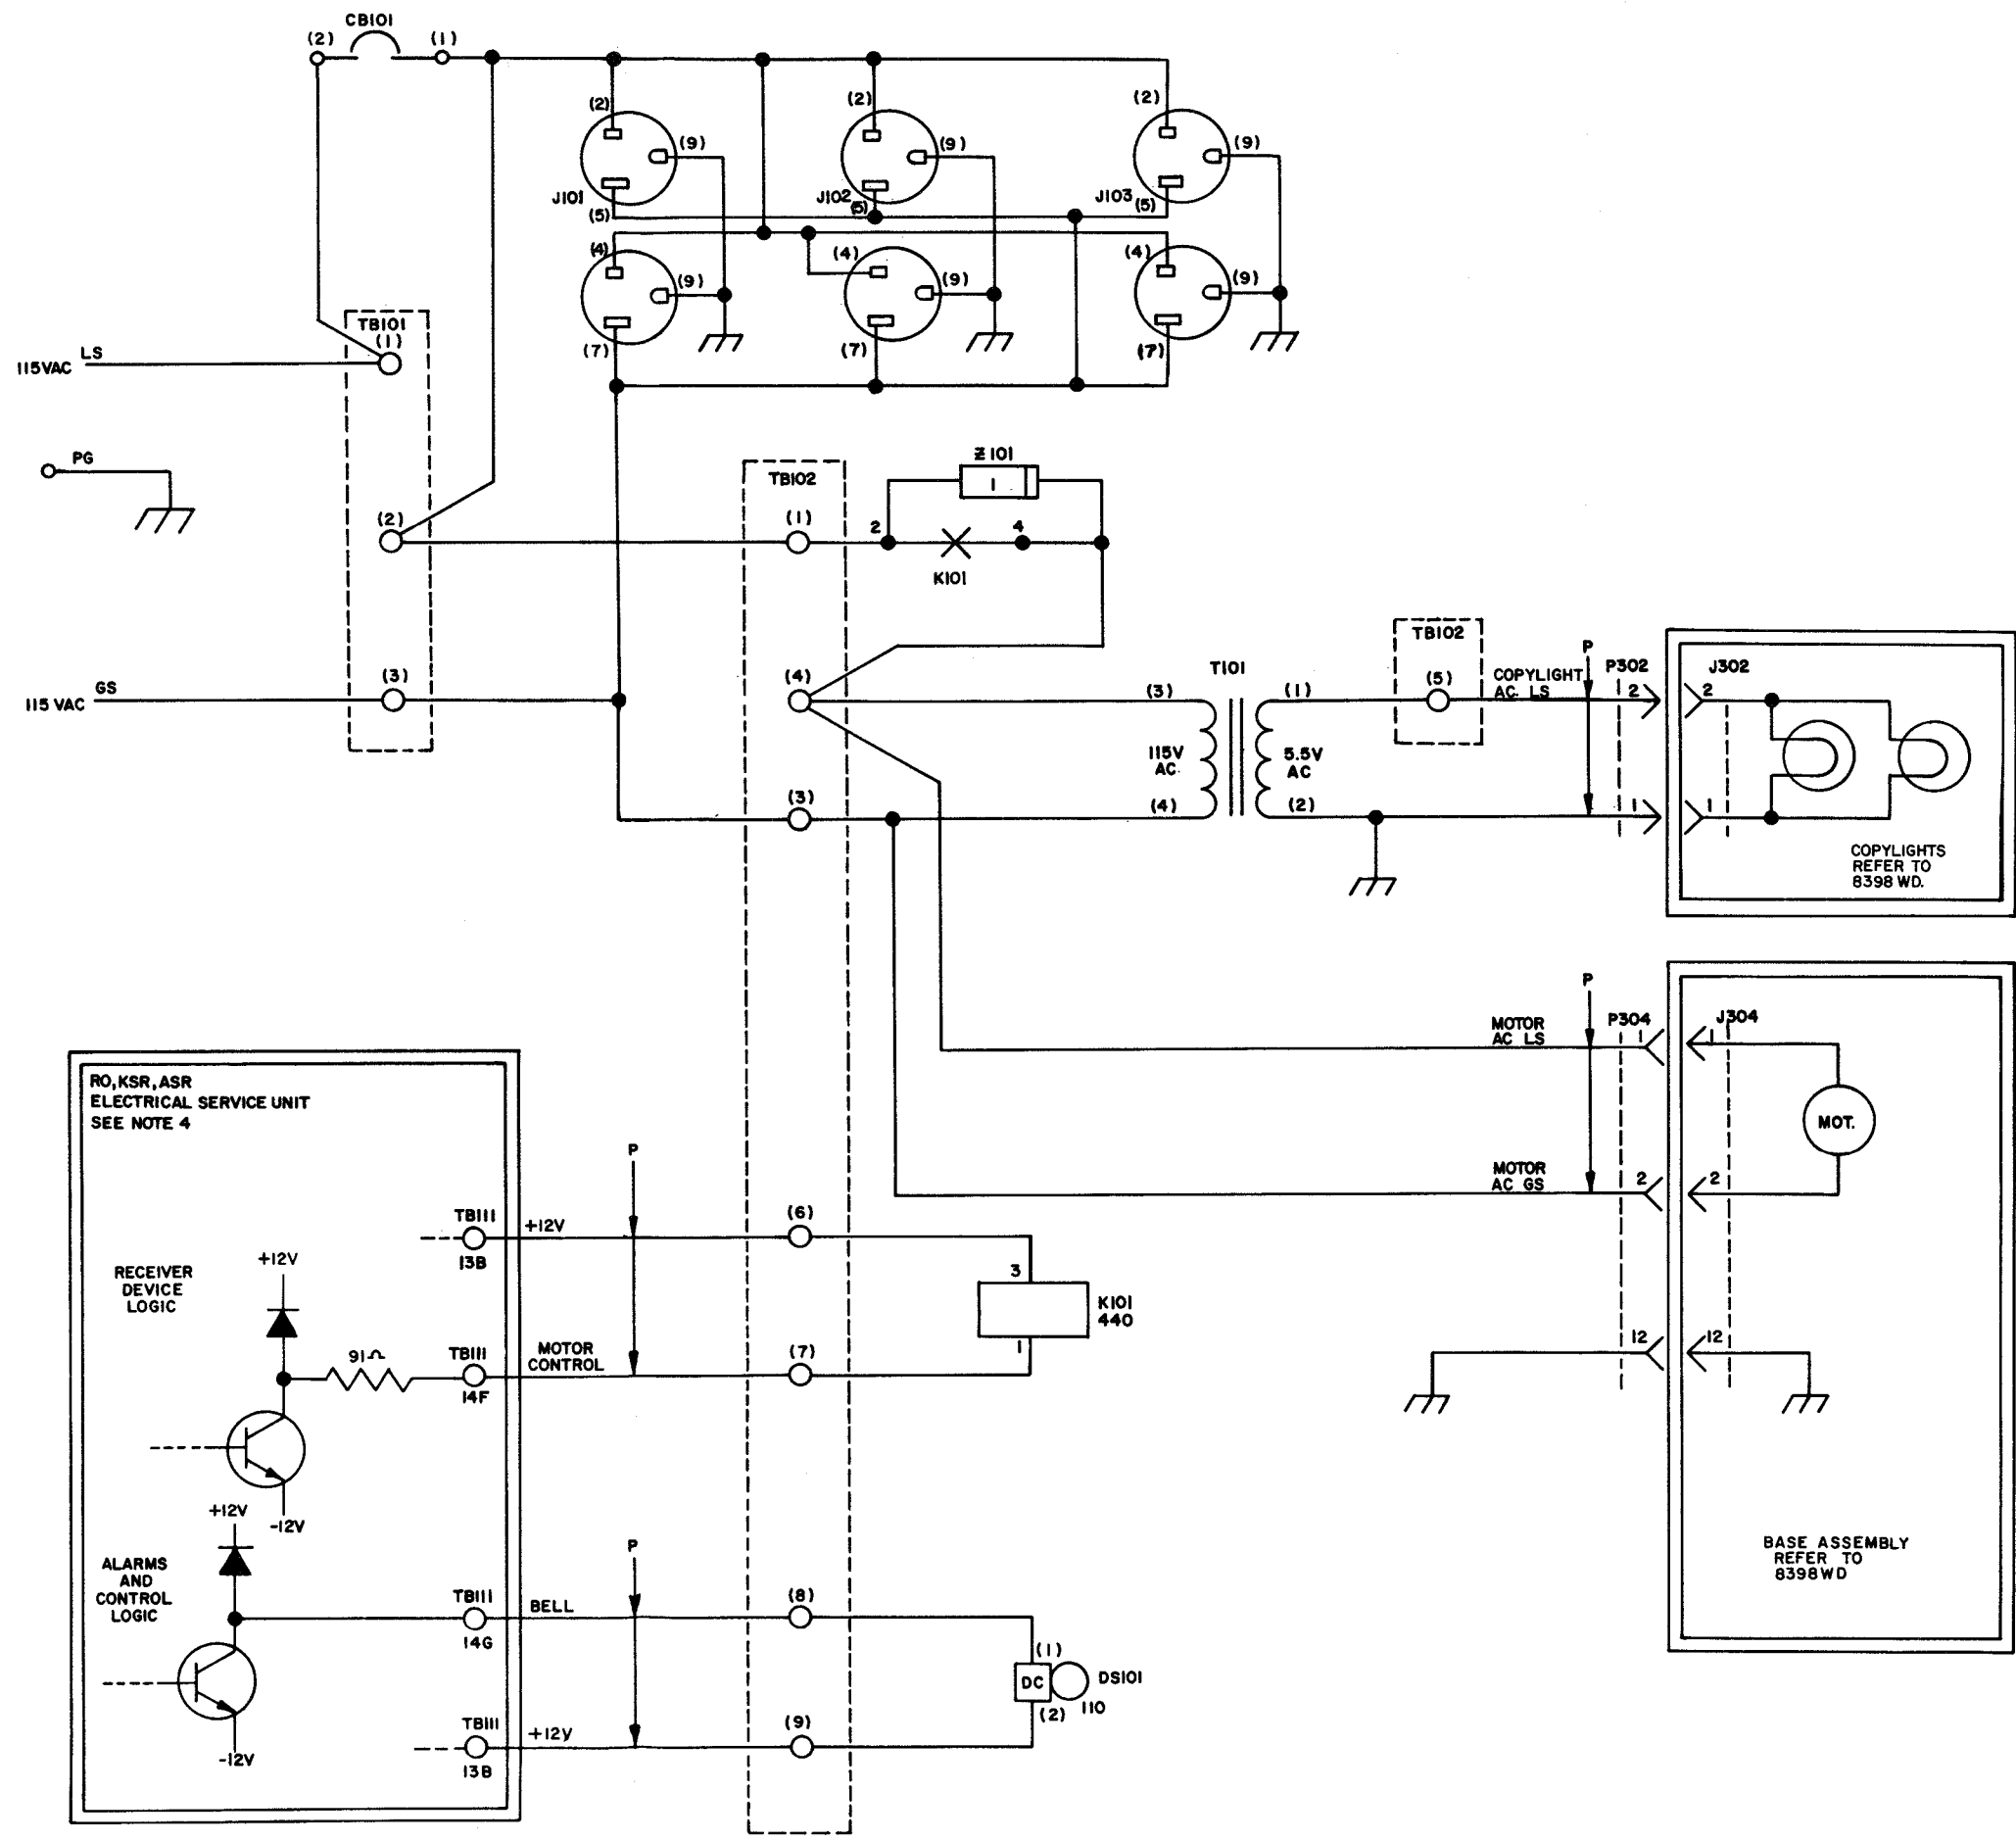 CB101
(2) (1)
(2) (2) (2)
(9) (9) (9)
J101 J102 J103
(5) (5) (5)
(4) (4) (4)
(9) (9) (9)
(7) (7) (7)
TB101
(1)
115VAC LS
PG
(2)
TB102
(1)
Z101
1
2 4
K101
115 VAC GS
(3)
(4)
(3)
T101
(3) (1)
115V AC
5.5V AC
(4) (2)
TB102
(5)
COPYLIGHT
AC LS
P
P302 J302
2 2
1 1
COPYLIGHTS
REFER TO
8398 WD.
P
P304 J304
MOTOR
AC LS
1 1
MOT.
MOTOR
AC GS
2 2
12 12
BASE ASSEMBLY
REFER TO
8398WD
RO, KSR, ASR
ELECTRICAL SERVICE UNIT
SEE NOTE 4
P
TB111 +12V (6)
13B
3
K101
440
1
RECEIVER
DEVICE
LOGIC
+12V
91Ω
TB111
14F
MOTOR
CONTROL
(7)
-12V
+12V
ALARMS
AND
CONTROL
LOGIC
P
TB111 BELL (8)
14G
(1)
DC DS101
110
(2)
TB111 +12V (9)
13B
-12V